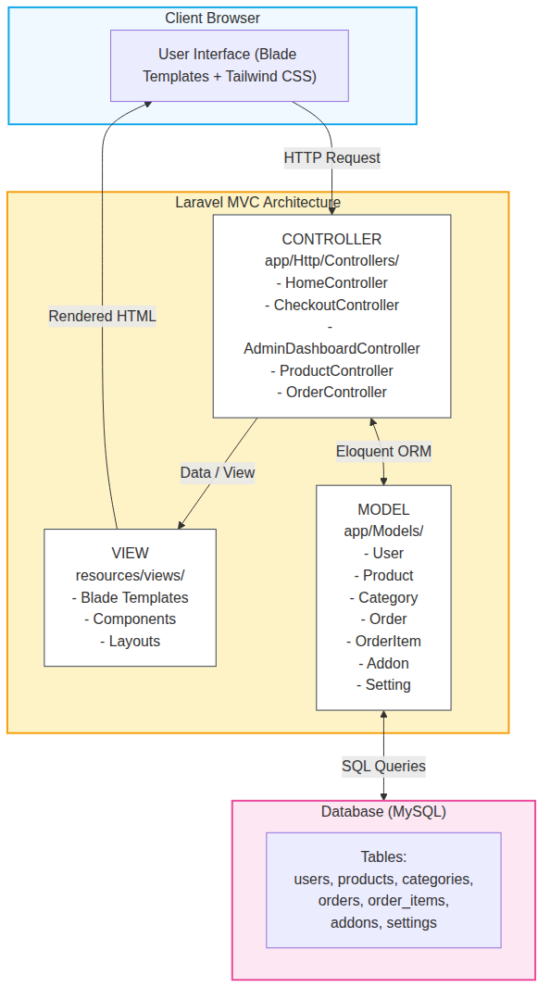 Client Browser
User Interface (Blade
Templates + Tailwind CSS)
HTTP Request
Laravel MVC Architecture
CONTROLLER
app/Http/Controllers/
- HomeController
- CheckoutController
-
AdminDashboardController
- ProductController
- OrderController
Rendered HTML
Eloquent ORM
Data / View
MODEL
app/Models/
- User
- Product
- Category
- Order
- OrderItem
- Addon
- Setting
VIEW
resources/views/
- Blade Templates
- Components
- Layouts
SQL Queries
Database (MySQL)
Tables:
users, products, categories,
orders, order_items,
addons, settings